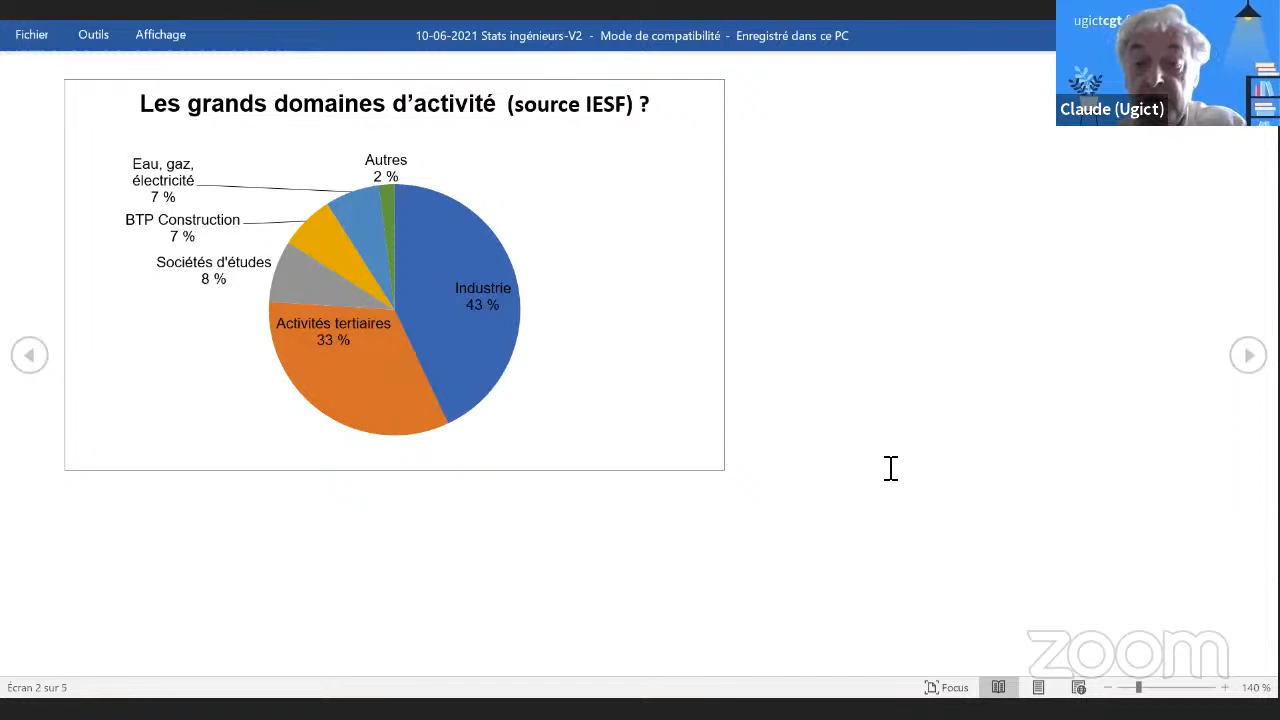 Fichier Outils Affichage 10-06-2021 Stats ingénieurs-V2 - Mode de compatibilité - Enregistré dans ce PC
ugictcgt
Claude (Ugict)
Les grands domaines d'activité (source IESF) ?
Autres
2 %
Eau, gaz,
électricité
7 %
BTP Construction
7 %
Sociétés d'études
8 %
Industrie
43 %
Activités tertiaires
33 %
zoom
Écran 2 sur 5 Focus 140 %